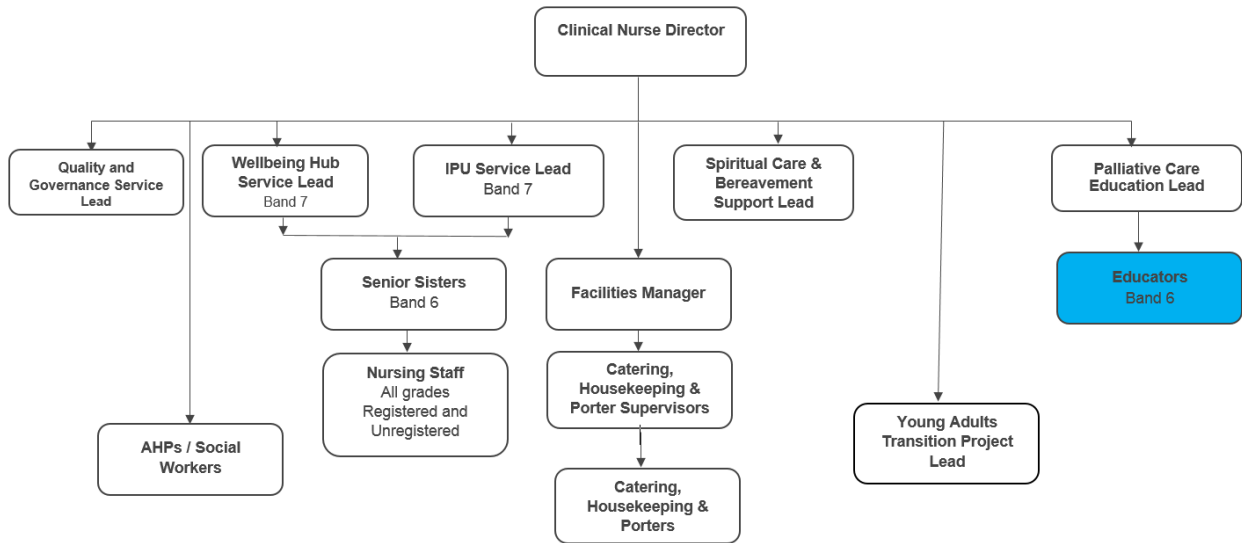 Clinical Nurse Director
Quality and
Governance Service
Lead
Wellbeing Hub
Service Lead
Band 7
IPU Service Lead
Band 7
Spiritual Care &
Bereavement
Support Lead
Palliative Care
Education Lead
Senior Sisters
Band 6
Facilities Manager
Educators
Band 6
Nursing Staff
All grades
Registered and
Unregistered
Catering,
Housekeeping &
Porter Supervisors
AHPs / Social
Workers
Young Adults
Transition Project
Lead
Catering,
Housekeeping &
Porters